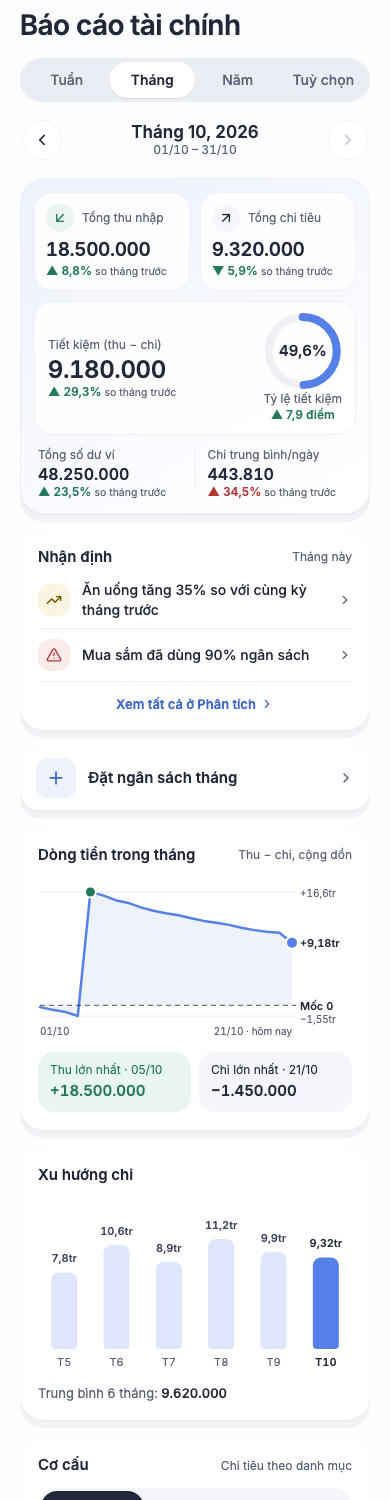 Báo cáo tài chính
Tuần Tháng Năm Tuỳ chọn
Tháng 10, 2026
01/10 – 31/10
Tổng thu nhập
18.500.000
▲ 8,8% so tháng trước
Tổng chi tiêu
9.320.000
▼ 5,9% so tháng trước
Tiết kiệm (thu − chi)
9.180.000
▲ 29,3% so tháng trước
49,6%
Tỷ lệ tiết kiệm
▲ 7,9 điểm
Tổng số dư ví
48.250.000
▲ 23,5% so tháng trước
Chi trung bình/ngày
443.810
▲ 34,5% so tháng trước
Nhận định
Tháng này
Ăn uống tăng 35% so với cùng kỳ
tháng trước
Mua sắm đã dùng 90% ngân sách
Xem tất cả ở Phân tích
Đặt ngân sách tháng
Dòng tiền trong tháng
Thu − chi, cộng dồn
+16,6tr
+9,18tr
Mốc 0
−1,55tr
01/10
21/10 · hôm nay
Thu lớn nhất · 05/10
+18.500.000
Chi lớn nhất · 21/10
−1.450.000
Xu hướng chi
7,8tr 10,6tr 8,9tr 11,2tr 9,9tr 9,32tr
T5 T6 T7 T8 T9 T10
Trung bình 6 tháng: 9.620.000
Cơ cấu
Chi tiêu theo danh mục